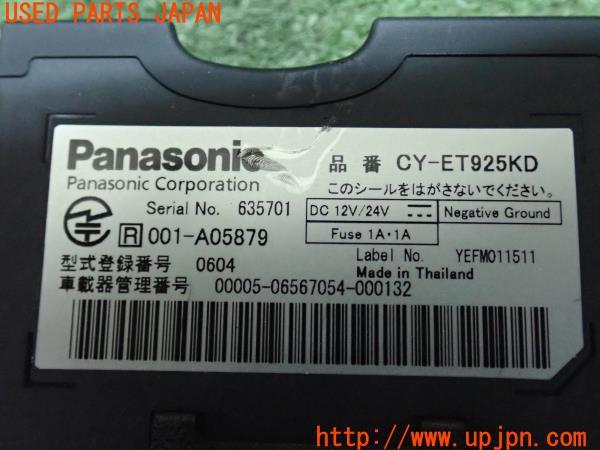 USED PARTS JAPAN
Panasonic
Panasonic Corporation
品 番 CY-ET925KD
このシールをはがさないでください。
Serial No. 635701
DC 12V/24V
Negative Ground
Fuse 1A・1A
R 001-A05879
Label No. YEFM011511
Made in Thailand
型式登録番号 0604
車載器管理番号 00005-06567054-000132
UPJ http://www.upjpn.com/